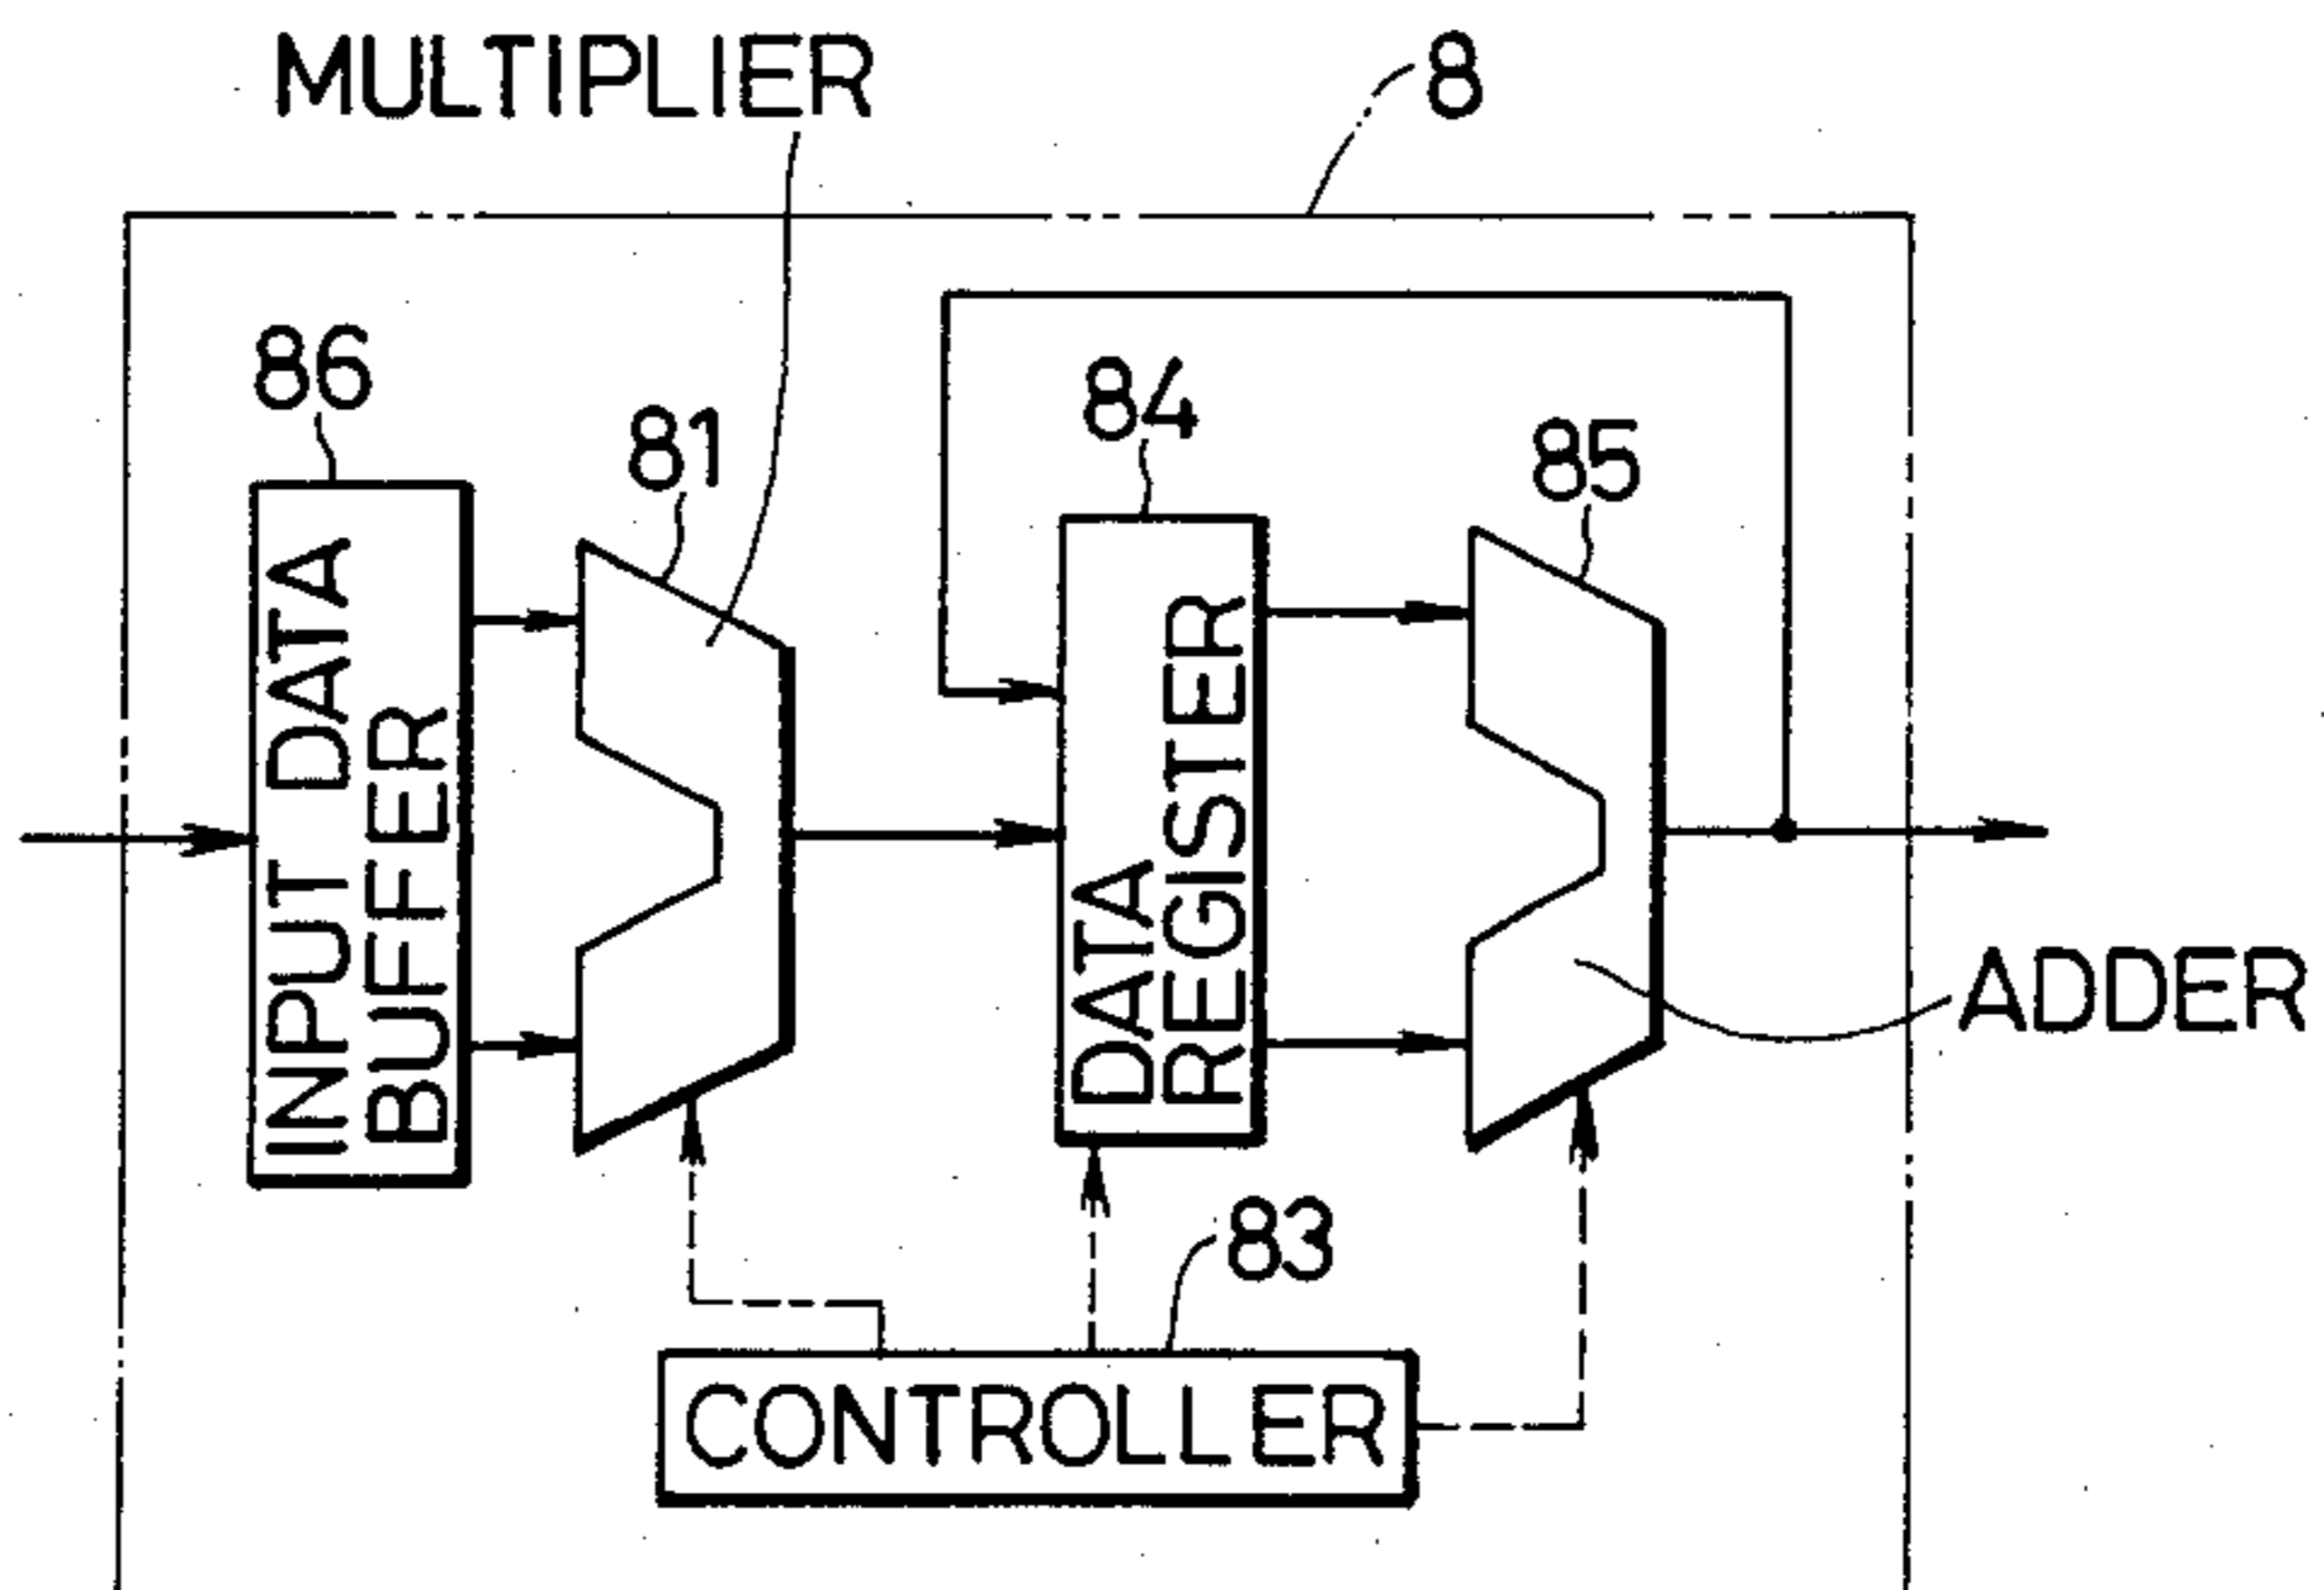 MULTIPLIER
8
86
81
84
85
INPUT DATA
BUFFER
DATA
REGISTER
ADDER
83
CONTROLLER